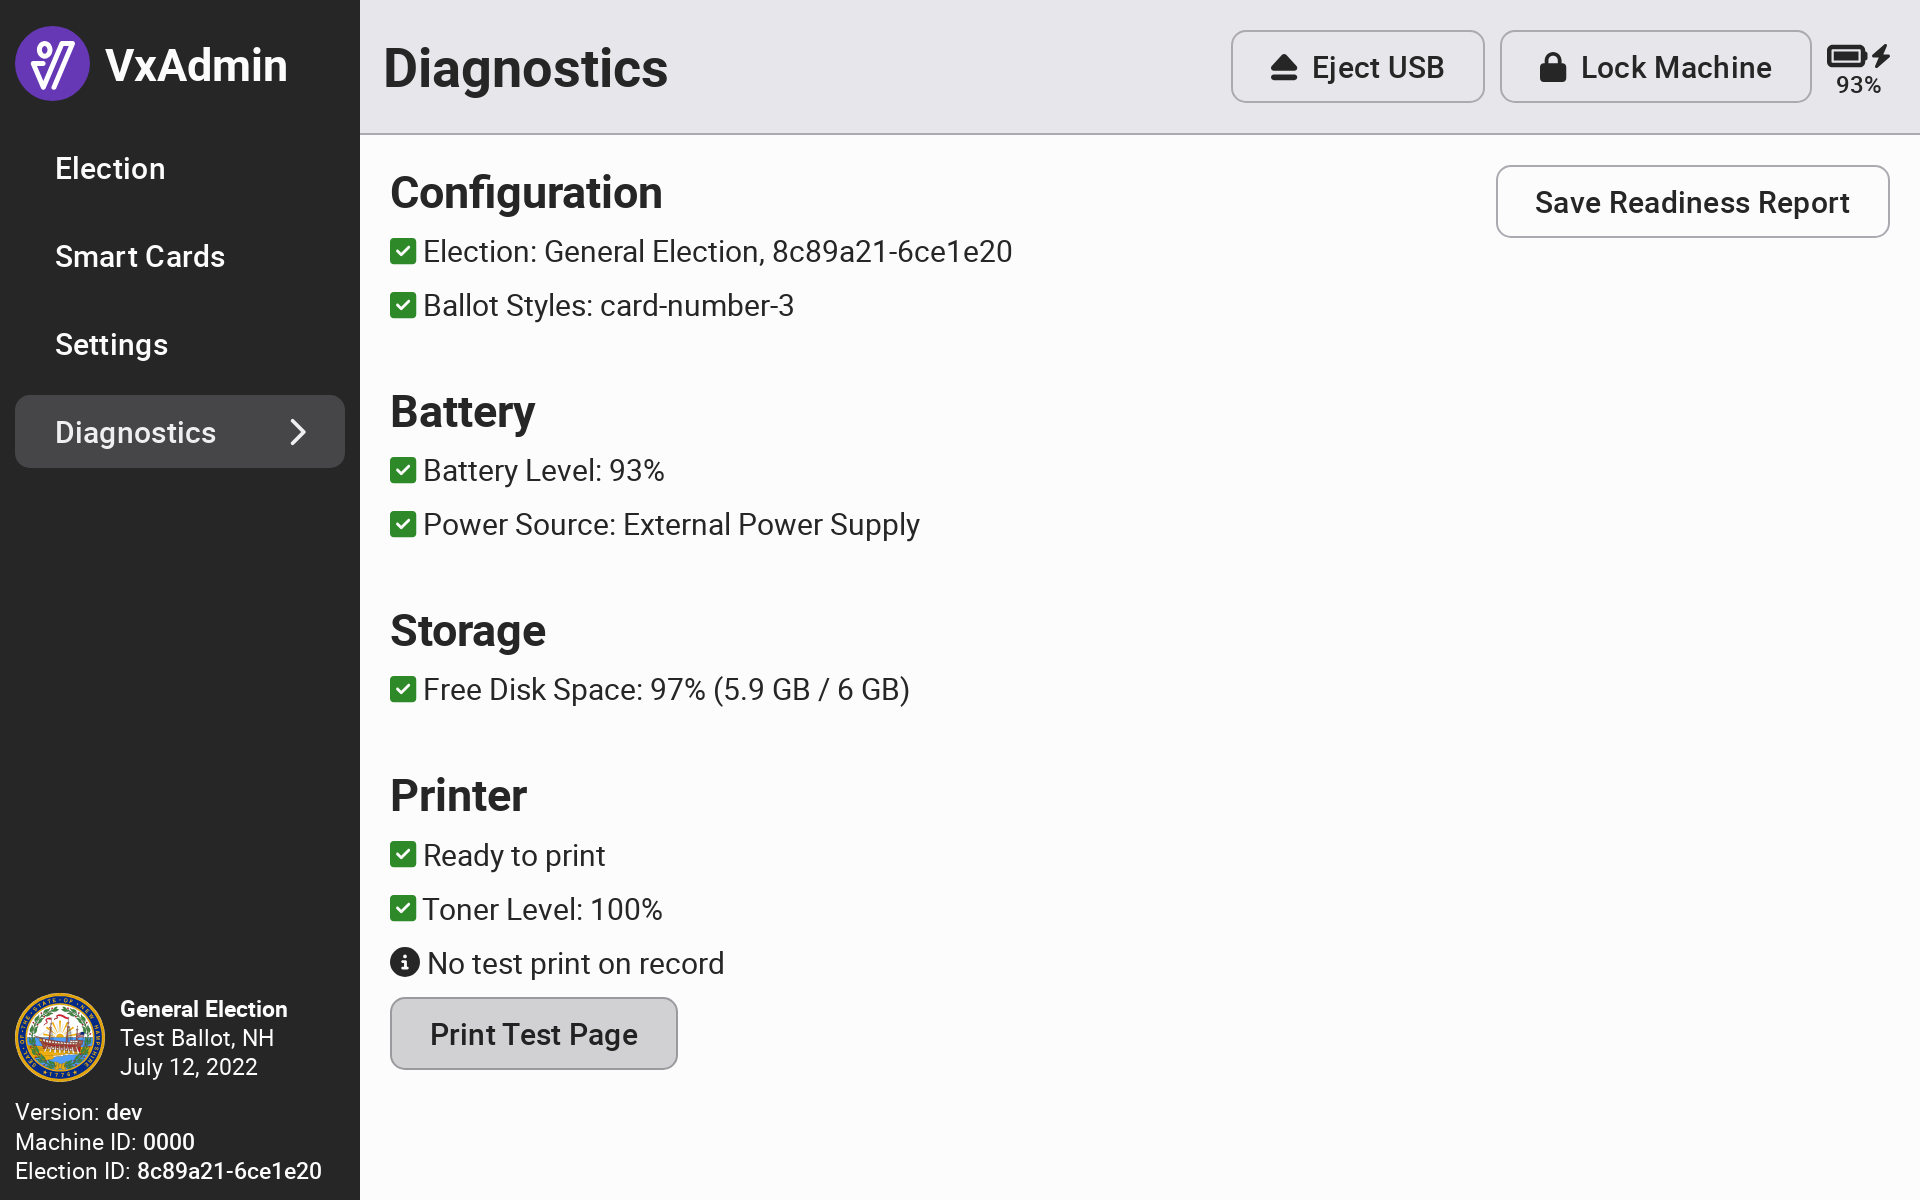 VxAdmin
Election
Smart Cards
Settings
Diagnostics
General Election
Test Ballot, NH
July 12, 2022
Version: dev
Machine ID: 0000
Election ID: 8c89a21-6ce1e20
Diagnostics
Eject USB
Lock Machine
93%
Save Readiness Report
Configuration
Election: General Election, 8c89a21-6ce1e20
Ballot Styles: card-number-3
Battery
Battery Level: 93%
Power Source: External Power Supply
Storage
Free Disk Space: 97% (5.9 GB / 6 GB)
Printer
Ready to print
Toner Level: 100%
No test print on record
Print Test Page